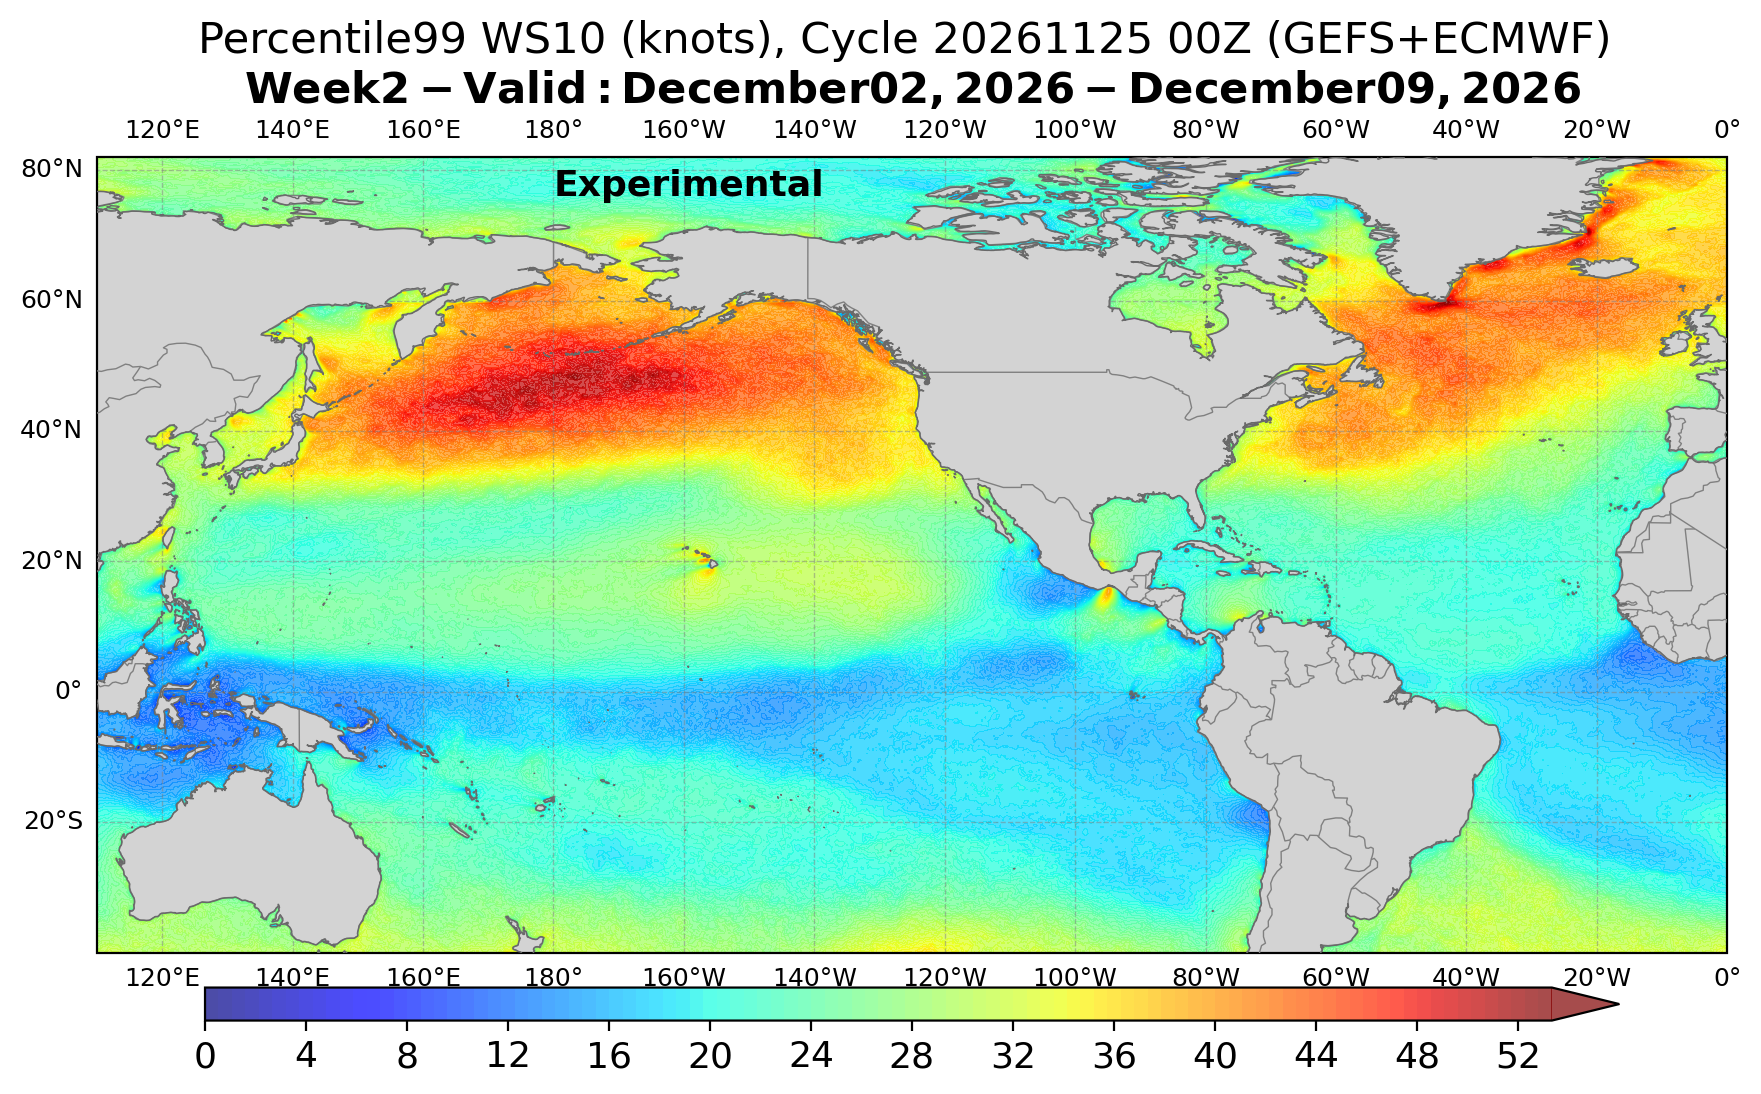 Percentile99 WS10 (knots), Cycle 20261125 00Z (GEFS+ECMWF)
Week2 – Valid : December02, 2026 – December09, 2026
120°E 140°E 160°E 180° 160°W 140°W 120°W 100°W 80°W 60°W 40°W 20°W 0°
80°N
Experimental
60°N
40°N
20°N
0°
20°S
120°E 140°E 160°E 180° 160°W 140°W 120°W 100°W 80°W 60°W 40°W 20°W 0°
0 4 8 12 16 20 24 28 32 36 40 44 48 52